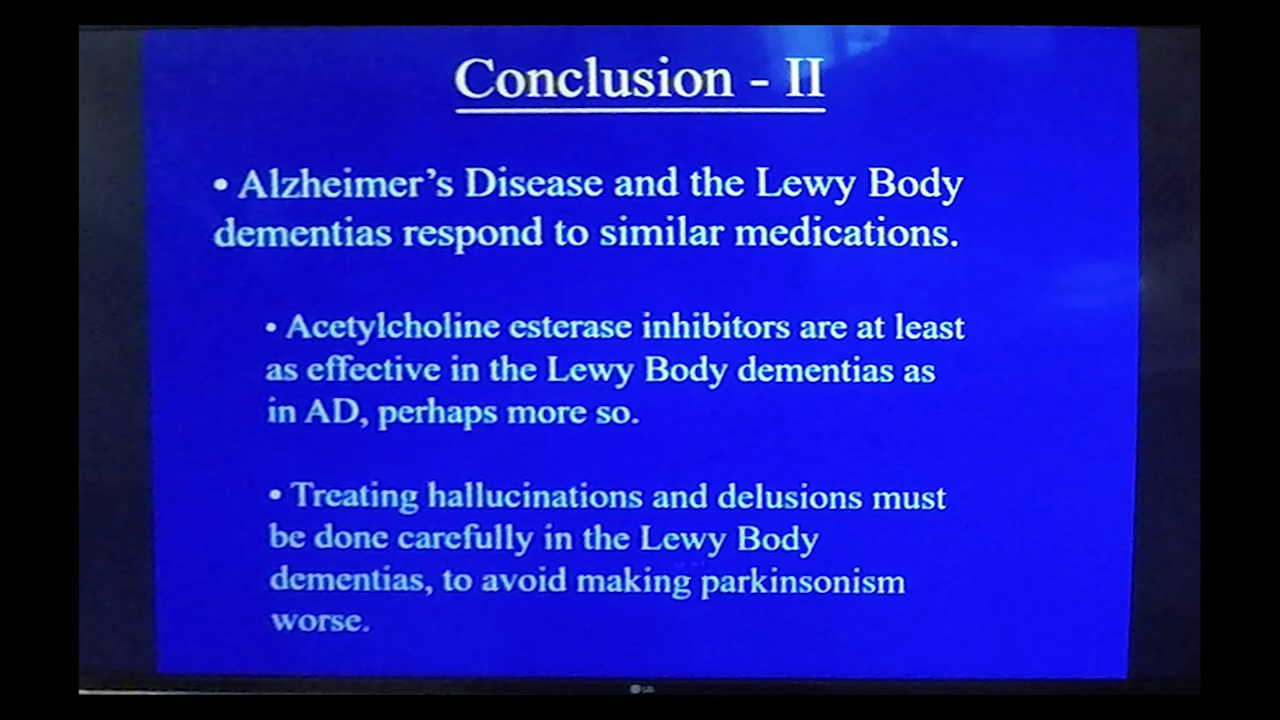 Conclusion - II
• Alzheimer's Disease and the Lewy Body
dementias respond to similar medications.
• Acetylcholine esterase inhibitors are at least
as effective in the Lewy Body dementias as
in AD, perhaps more so.
• Treating hallucinations and delusions must
be done carefully in the Lewy Body
dementias, to avoid making parkinsonism
worse.
LG